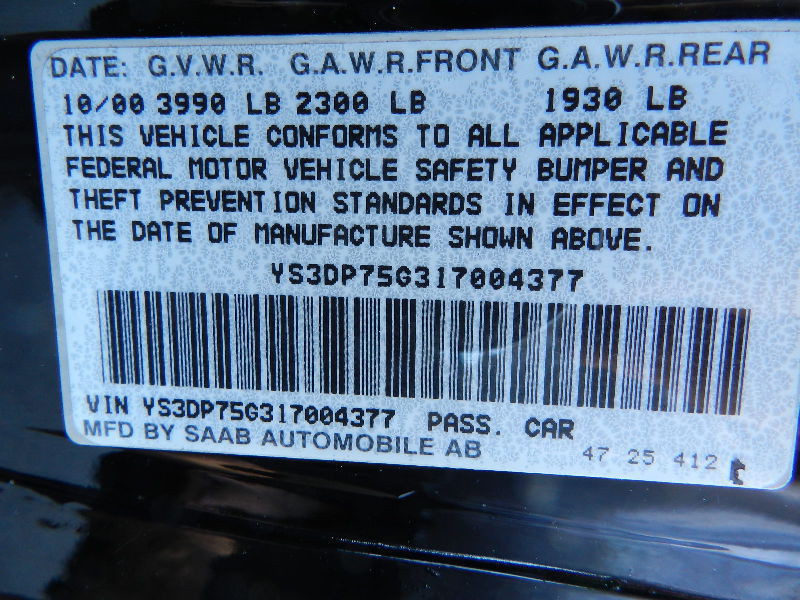 DATE: G.V.W.R. G.A.W.R.FRONT G.A.W.R.REAR
10/00 3990 LB 2300 LB 1930 LB
THIS VEHICLE CONFORMS TO ALL APPLICABLE
FEDERAL MOTOR VEHICLE SAFETY BUMPER AND
THEFT PREVENTION STANDARDS IN EFFECT ON
THE DATE OF MANUFACTURE SHOWN ABOVE.
YS3DP75G317004377
VIN YS3DP75G317004377 PASS. CAR
MFD BY SAAB AUTOMOBILE AB 47 25 412